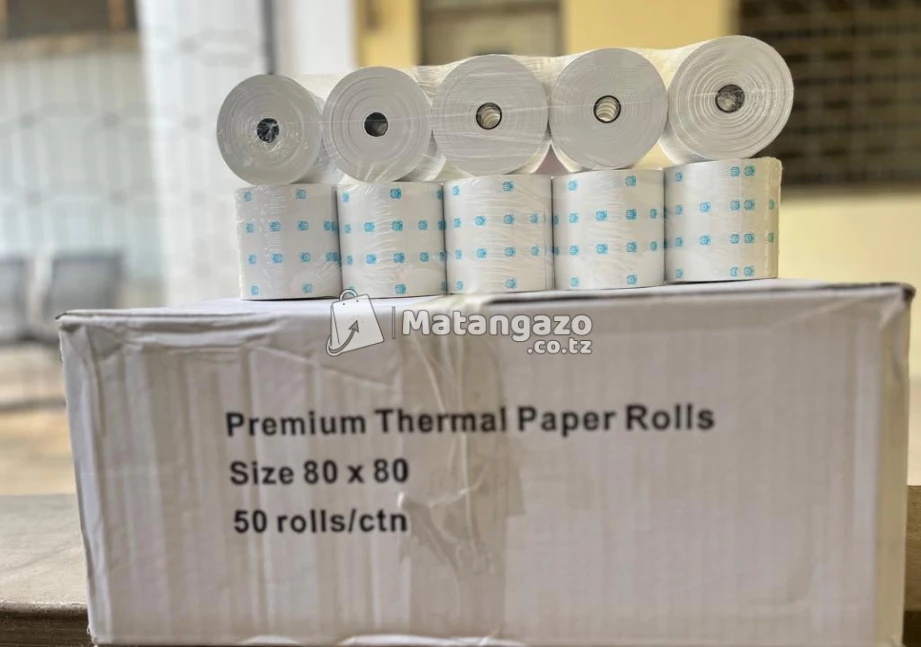 Matangazo
.co.tz
Premium Thermal Paper Rolls
Size 80 x 80
50 rolls/ctn